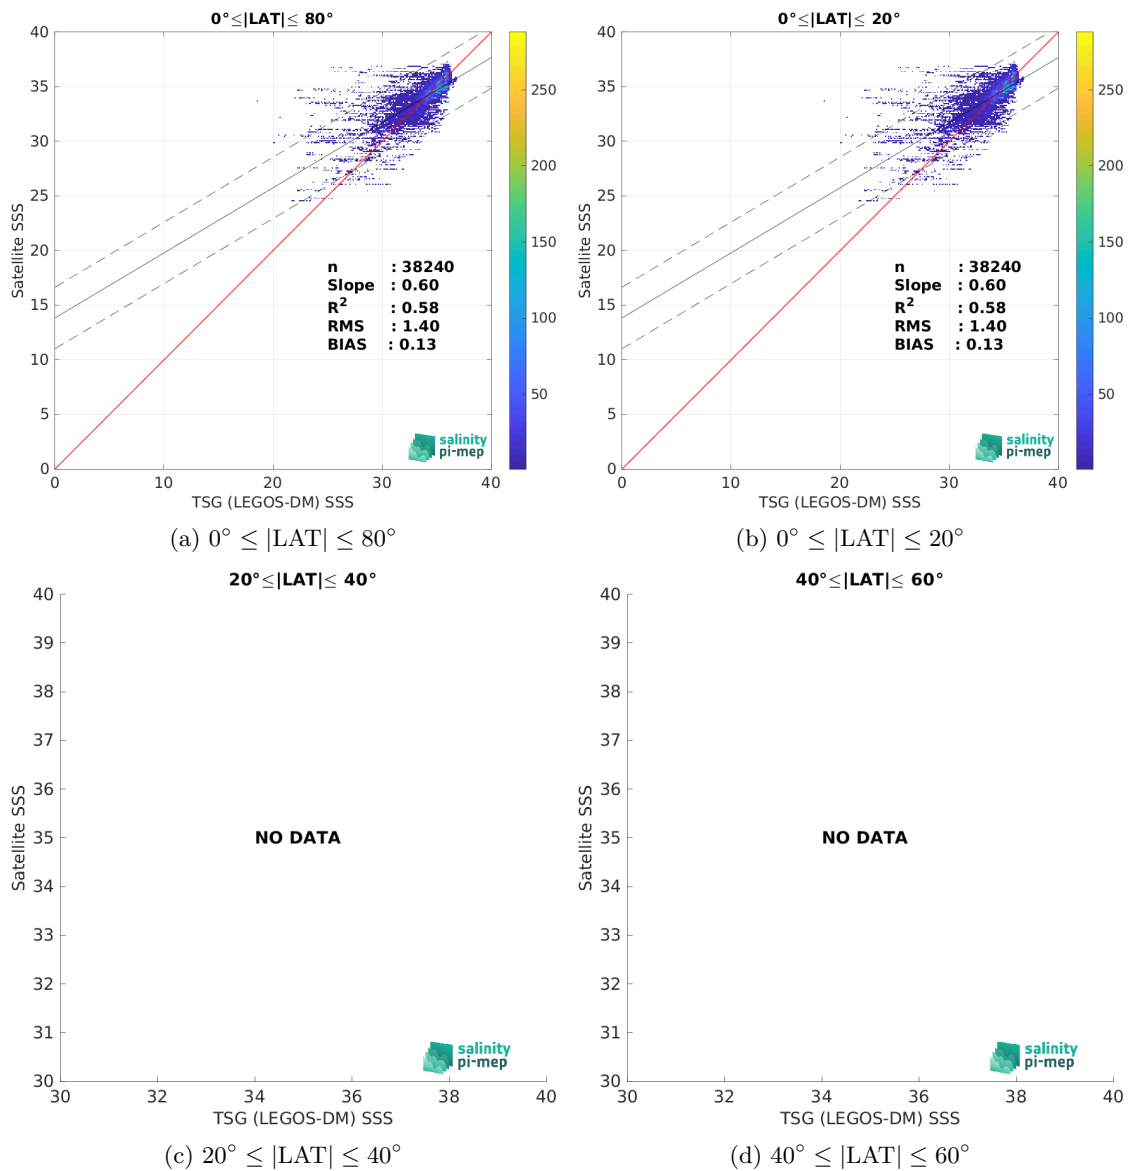 0°≤|LAT|≤ 80°
40
35
30
25
20
15
10
5
0
Satellite SSS
0
10
20
30
40
TSG (LEGOS-DM) SSS
250
200
150
100
50
n : 38240
Slope : 0.60
R² : 0.58
RMS : 1.40
BIAS : 0.13
salinity
pi-mep
(a) 0° ≤ |LAT| ≤ 80°
0°≤|LAT|≤ 20°
40
35
30
25
20
15
10
5
0
Satellite SSS
0
10
20
30
40
TSG (LEGOS-DM) SSS
250
200
150
100
50
n : 38240
Slope : 0.60
R² : 0.58
RMS : 1.40
BIAS : 0.13
salinity
pi-mep
(b) 0° ≤ |LAT| ≤ 20°
20°≤|LAT|≤ 40°
40
39
38
37
36
35
34
33
32
31
30
Satellite SSS
NO DATA
salinity
pi-mep
30
32
34
36
38
40
TSG (LEGOS-DM) SSS
(c) 20° ≤ |LAT| ≤ 40°
40°≤|LAT|≤ 60°
40
39
38
37
36
35
34
33
32
31
30
Satellite SSS
NO DATA
salinity
pi-mep
30
32
34
36
38
40
TSG (LEGOS-DM) SSS
(d) 40° ≤ |LAT| ≤ 60°